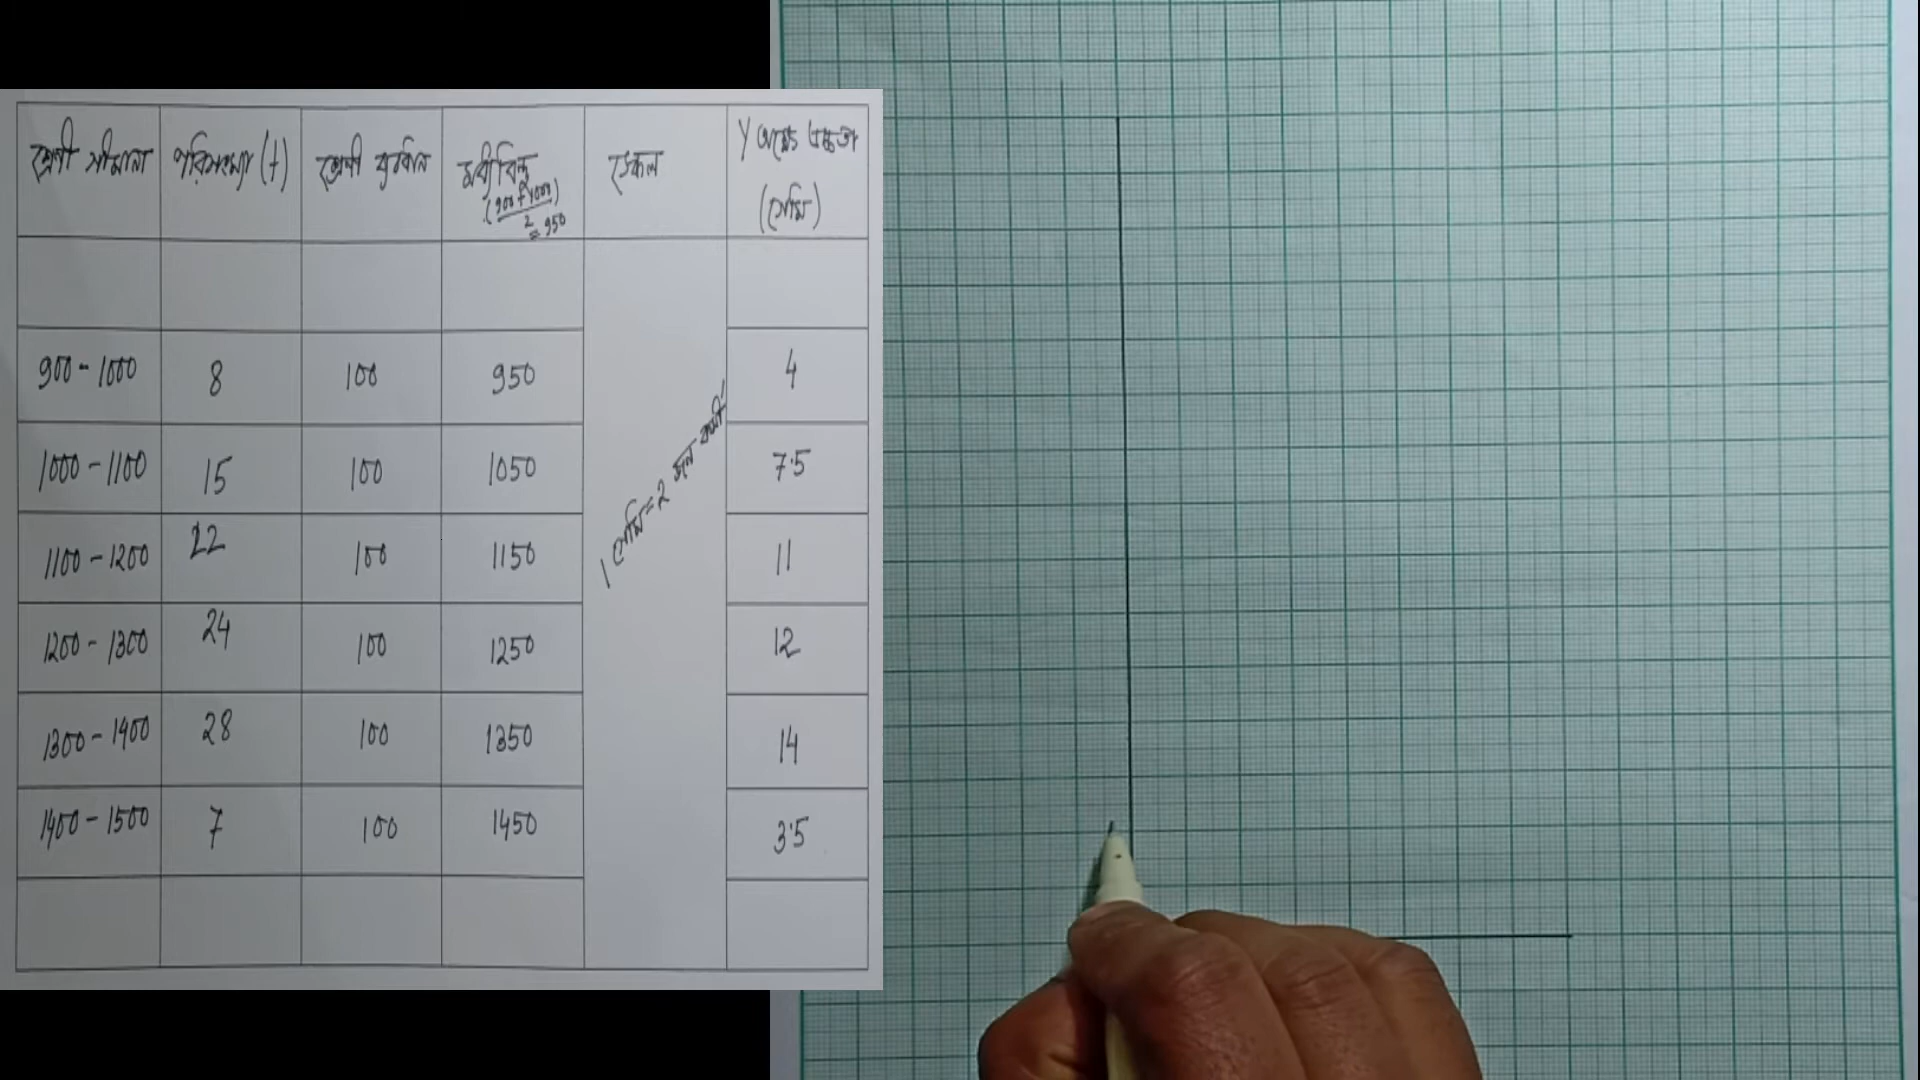 শ্রেণী সীমানা পরিসংখ্যা (f) শ্রেণী ব্যবধান মধ্যবিন্দু স্কেল Y অক্ষে উচ্চতা
(900+1000)
2
= 950
(সেমি)
900-1000 8 100 950 4
1000-1100 15 100 1050 7.5
1100-1200 22 100 1150 11
1200-1300 24 100 1250 12
1300-1400 28 100 1350 14
1400-1500 7 100 1450 3.5
1 সেমি = 2 জন কর্মী